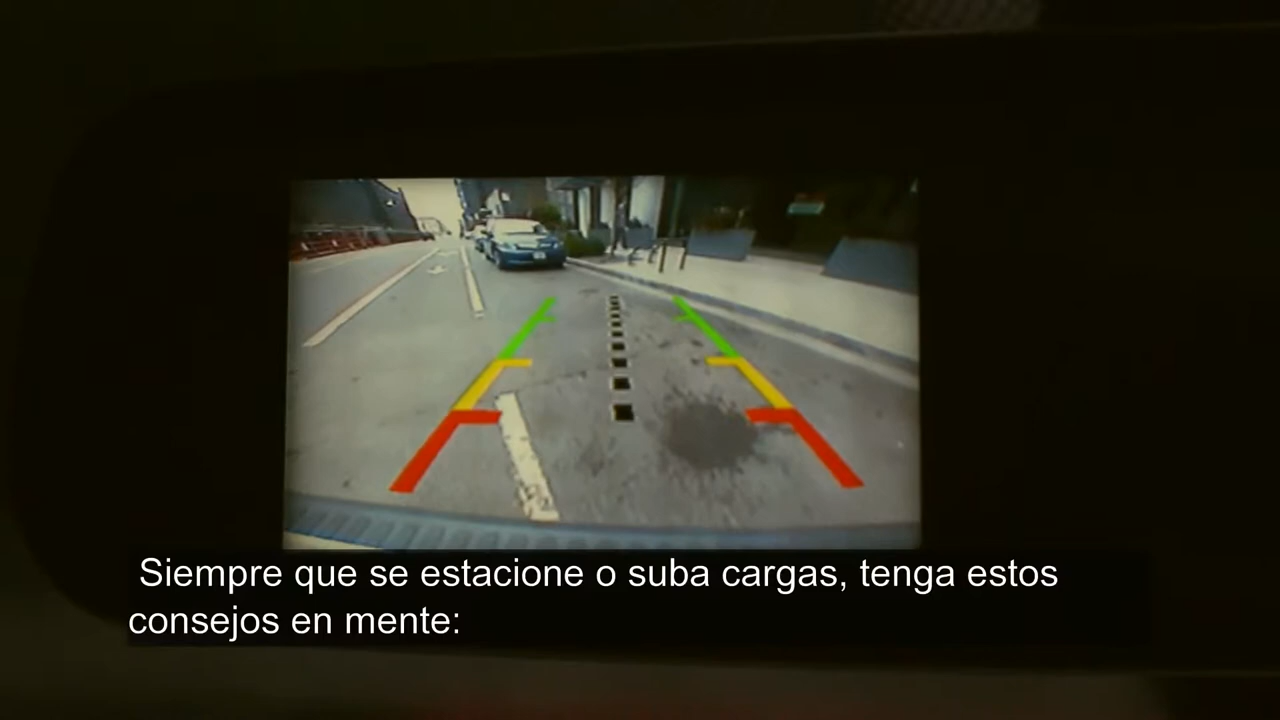 Siempre que se estacione o suba cargas, tenga estos
consejos en mente: